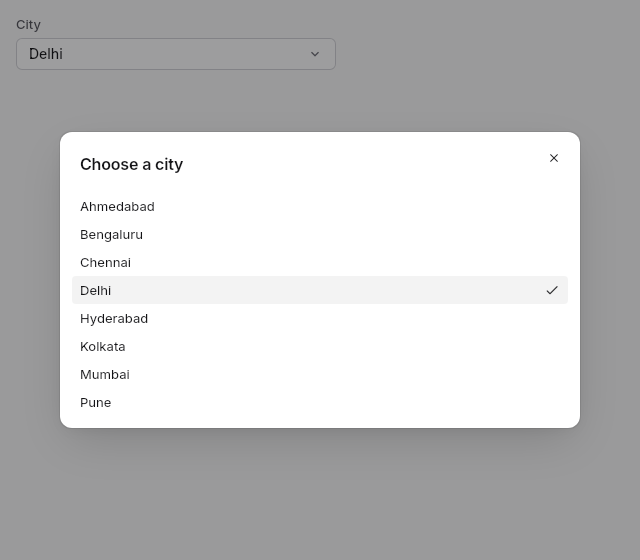 City
Delhi
Choose a city
Ahmedabad
Bengaluru
Chennai
Delhi
Hyderabad
Kolkata
Mumbai
Pune